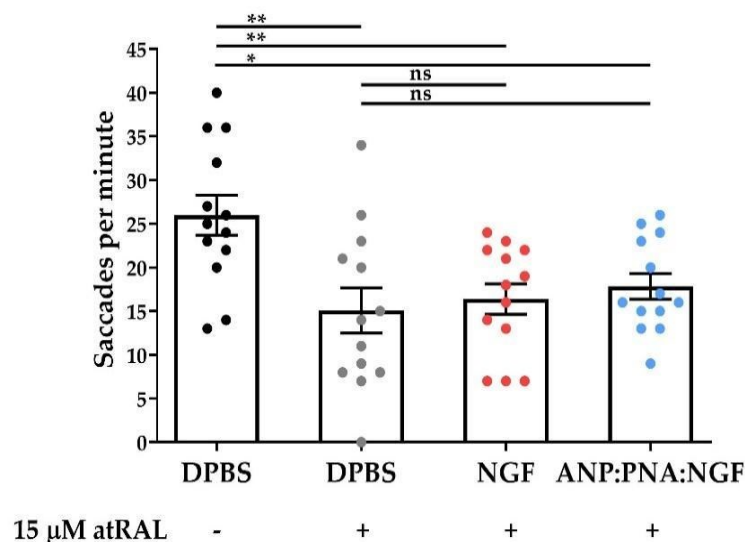 **
**
*
ns
ns
Saccades per minute
45
40
35
30
25
20
15
10
5
0
DPBS DPBS NGF ANP:PNA:NGF
15 μM atRAL - + + +